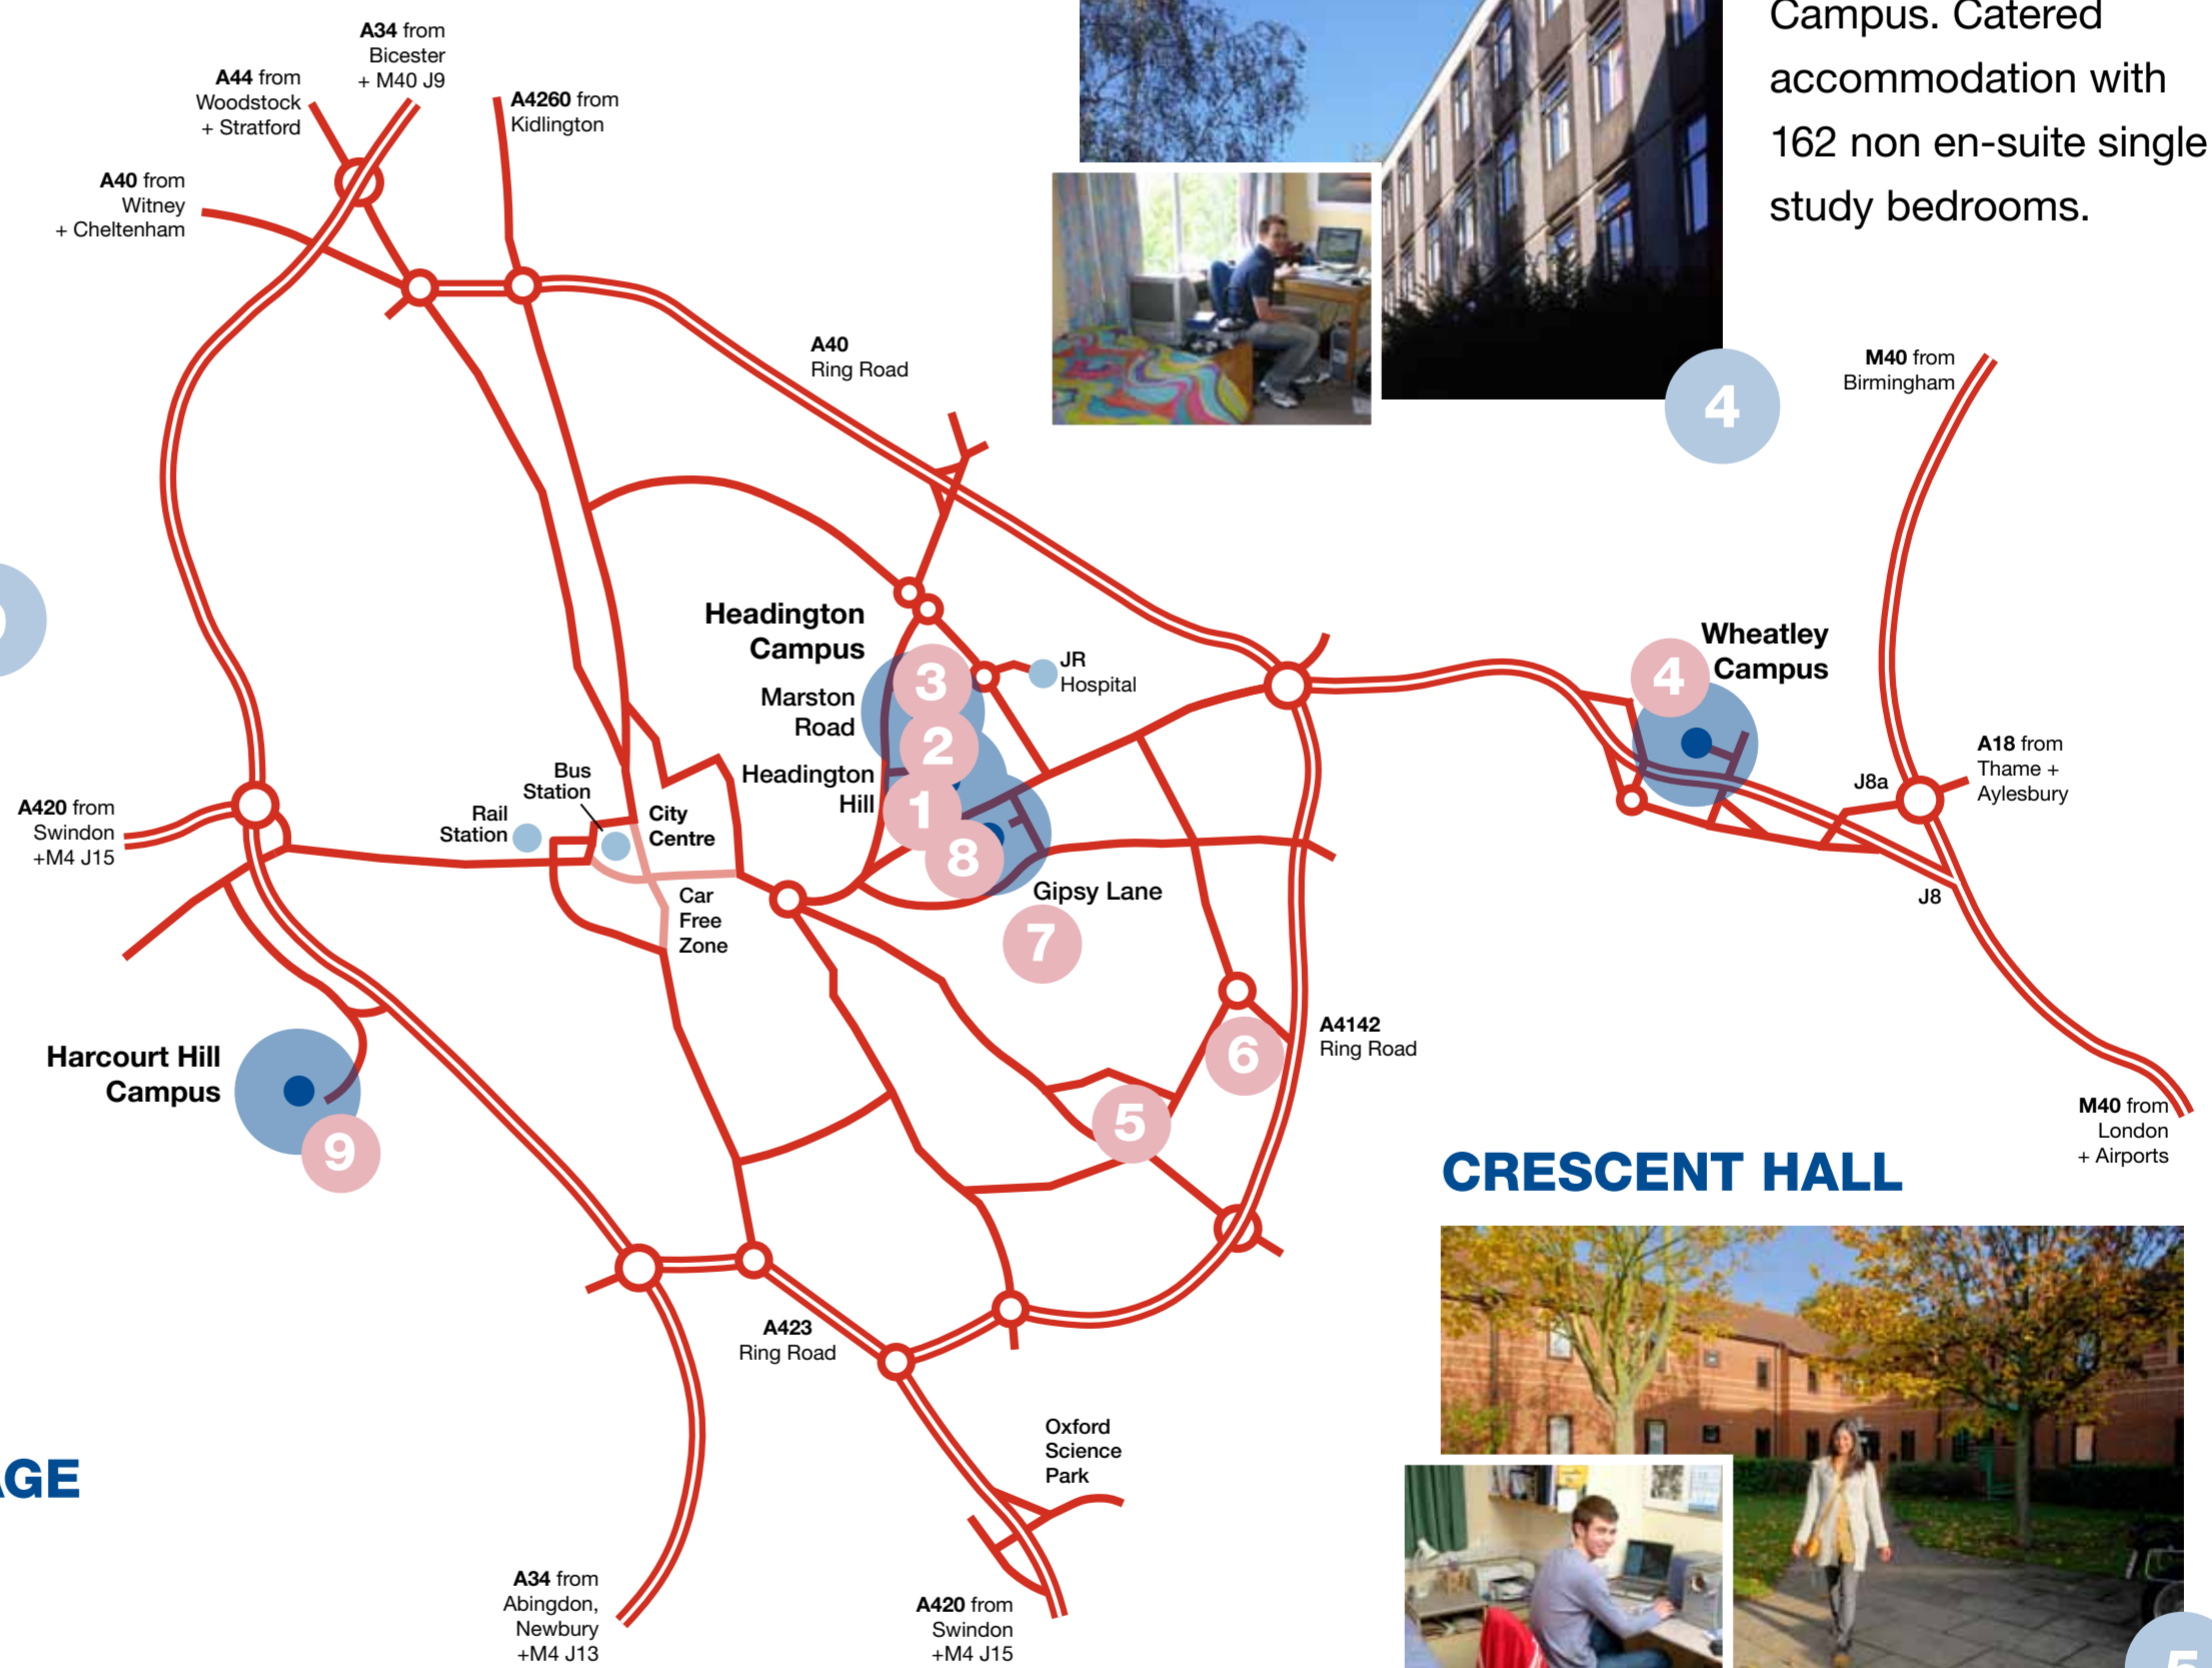 Campus. Catered
accommodation with
162 non en-suite single
study bedrooms.
4
A34 from
Bicester
+ M40 J9
A44 from
Woodstock
+ Stratford
A4260 from
Kidlington
A40 from
Witney
+ Cheltenham
A40
Ring Road
M40 from
Birmingham
Headington
Campus
3
JR
Hospital
Marston
Road
2
Headington
Hill
1
8
Gipsy Lane
7
Wheatley
Campus
4
A18 from
Thame +
Aylesbury
J8a
J8
Bus
Station
Rail
Station
City
Centre
Car
Free
Zone
A420 from
Swindon
+M4 J15
Harcourt Hill
Campus
9
6
5
A4142
Ring Road
M40 from
London
+ Airports
CRESCENT HALL
A423
Ring Road
Oxford
Science
Park
A34 from
Abingdon,
Newbury
+M4 J13
A420 from
Swindon
+M4 J15
5